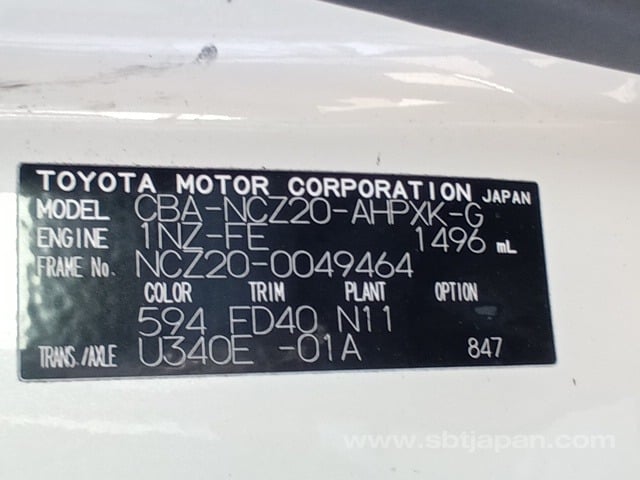 TOYOTA MOTOR CORPORATION JAPAN
MODEL CBA-NCZ20-AHPXK-G
ENGINE 1NZ-FE 1496 mL
FRAME No. NCZ20-0049464
COLOR TRIM PLANT OPTION
594 FD40 N11
TRANS./AXLE U340E -01A 847
www.sbtjapan.com